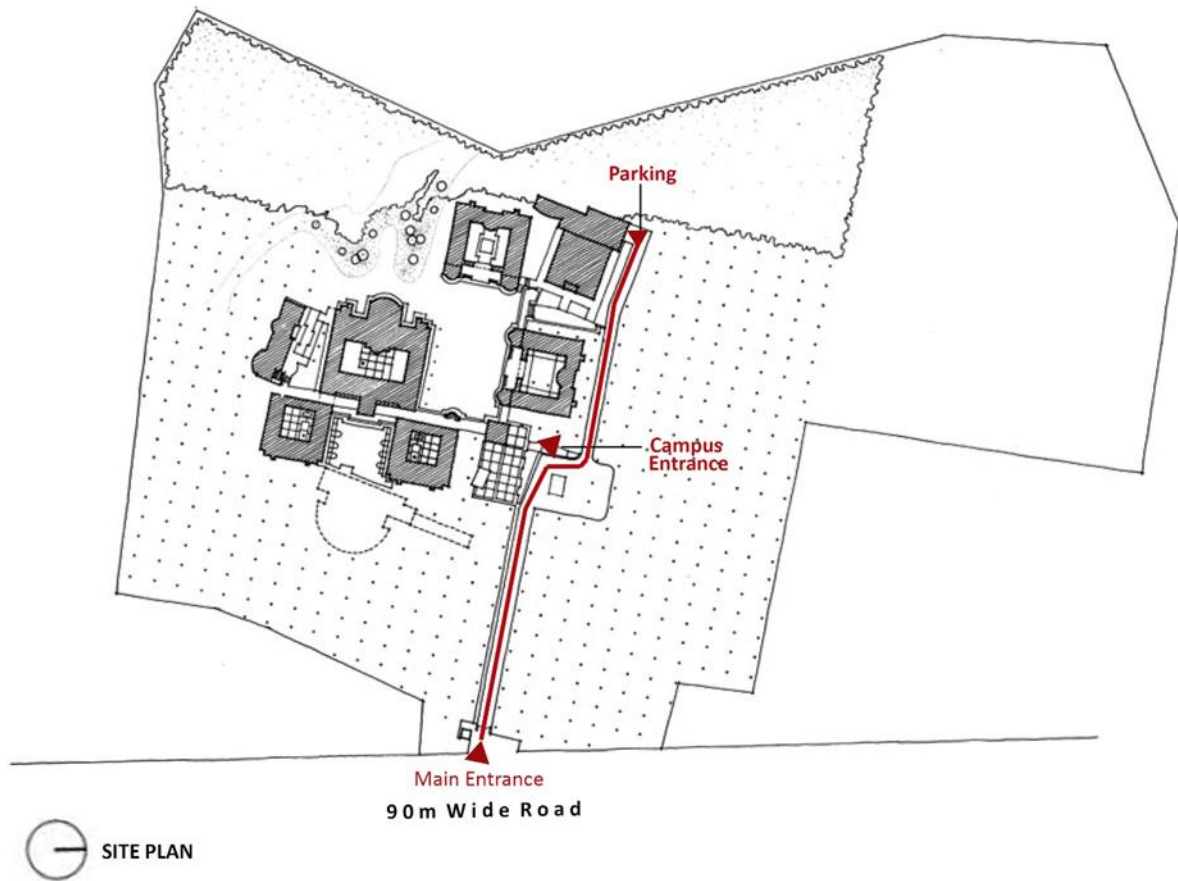 Parking
Campus
Entrance
Main Entrance
90m Wide Road
SITE PLAN